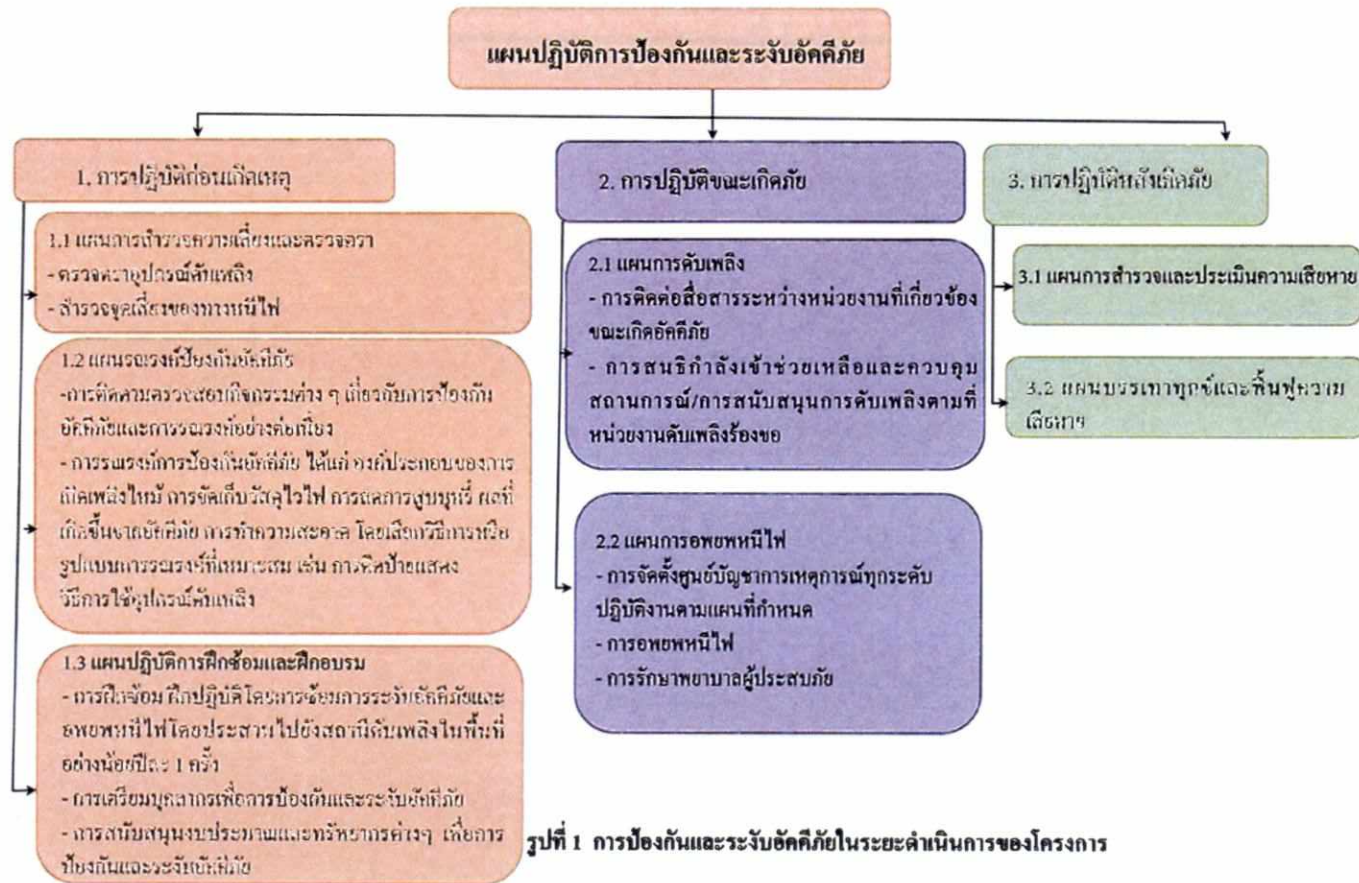 แผนปฏิบัติการป้องกันและระงับอัคคีภัย
1. การปฏิบัติก่อนเกิดเหตุ
1.1 แผนการสำรวจความเสี่ยงและตรวจตรา
- ตรวจตราอุปกรณ์ดับเพลิง
- สำรวจจุดเสี่ยงของทางหนีไฟ
1.2 แผนรณรงค์ป้องกันอัคคีภัย
-การติดตามตรวจสอบกิจกรรมต่าง ๆ เกี่ยวกับการป้องกัน
อัคคีภัยและการรณรงค์อย่างต่อเนื่อง
- การรณรงค์การป้องกันอัคคีภัย ได้แก่ องค์ประกอบของการ
เกิดเพลิงไหม้ การจัดเก็บวัสดุไวไฟ การลดการสูบบุหรี่ ผลที่
เกิดขึ้นจากอัคคีภัย การทำความสะอาด โดยเลือกวิธีการหรือ
รูปแบบการรณรงค์ที่เหมาะสม เช่น การติดป้ายแสดง
วิธีการใช้อุปกรณ์ดับเพลิง
1.3 แผนปฏิบัติการฝึกซ้อมและฝึกอบรม
- การฝึกซ้อม ฝึกปฏิบัติโดยการซ้อมการระงับอัคคีภัยและ
อพยพหนีไฟโดยประสานไปยังสถานีดับเพลิงในพื้นที่
อย่างน้อยปีละ 1 ครั้ง
- การเตรียมบุคลากรเพื่อการป้องกันและระงับอัคคีภัย
- การสนับสนุนงบประมาณและทรัพยากรต่างๆ เพื่อการ
ป้องกันและระงับอัคคีภัย
2. การปฏิบัติขณะเกิดภัย
2.1 แผนการดับเพลิง
- การติดต่อสื่อสารระหว่างหน่วยงานที่เกี่ยวข้อง
ขณะเกิดอัคคีภัย
- การสนธิกำลังเข้าช่วยเหลือและควบคุม
สถานการณ์/การสนับสนุนการดับเพลิงตามที่
หน่วยงานดับเพลิงร้องขอ
2.2 แผนการอพยพหนีไฟ
- การจัดตั้งศูนย์บัญชาการเหตุการณ์ทุกระดับ
ปฏิบัติงานตามแผนที่กำหนด
- การอพยพหนีไฟ
- การรักษาพยาบาลผู้ประสบภัย
3. การปฏิบัติหลังเกิดภัย
3.1 แผนการสำรวจและประเมินความเสียหาย
3.2 แผนบรรเทาทุกข์และฟื้นฟูความ
เสียหาย
รูปที่ 1 การป้องกันและระงับอัคคีภัยในระยะดำเนินการของโครงการ